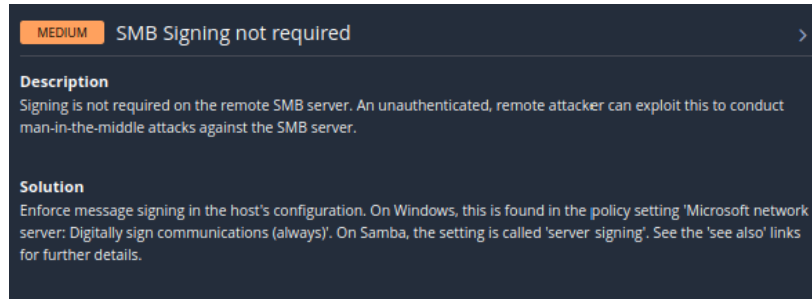 MEDIUM SMB Signing not required
Description
Signing is not required on the remote SMB server. An unauthenticated, remote attacker can exploit this to conduct
man-in-the-middle attacks against the SMB server.
Solution
Enforce message signing in the host's configuration. On Windows, this is found in the policy setting 'Microsoft network
server: Digitally sign communications (always)'. On Samba, the setting is called 'server signing'. See the 'see also' links
for further details.